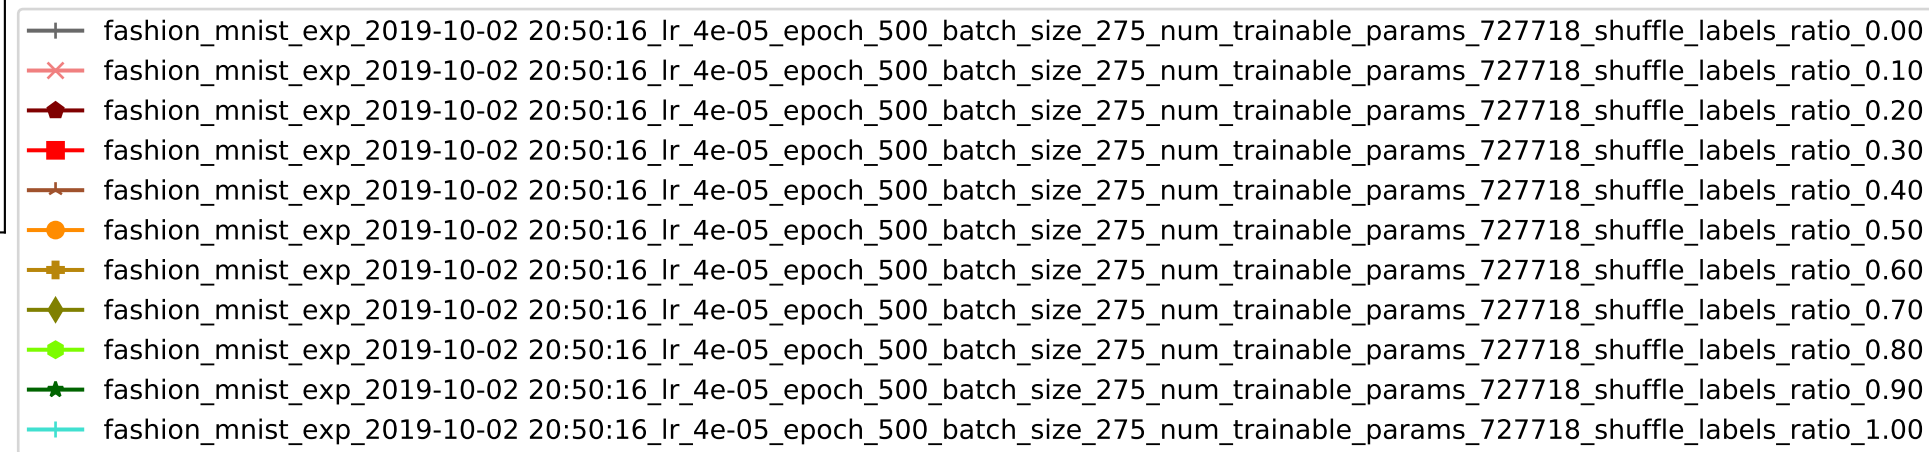 fashion_mnist_exp_2019-10-02 20:50:16_lr_4e-05_epoch_500_batch_size_275_num_trainable_params_727718_shuffle_labels_ratio_0.00
fashion_mnist_exp_2019-10-02 20:50:16_lr_4e-05_epoch_500_batch_size_275_num_trainable_params_727718_shuffle_labels_ratio_0.10
fashion_mnist_exp_2019-10-02 20:50:16_lr_4e-05_epoch_500_batch_size_275_num_trainable_params_727718_shuffle_labels_ratio_0.20
fashion_mnist_exp_2019-10-02 20:50:16_lr_4e-05_epoch_500_batch_size_275_num_trainable_params_727718_shuffle_labels_ratio_0.30
fashion_mnist_exp_2019-10-02 20:50:16_lr_4e-05_epoch_500_batch_size_275_num_trainable_params_727718_shuffle_labels_ratio_0.40
fashion_mnist_exp_2019-10-02 20:50:16_lr_4e-05_epoch_500_batch_size_275_num_trainable_params_727718_shuffle_labels_ratio_0.50
fashion_mnist_exp_2019-10-02 20:50:16_lr_4e-05_epoch_500_batch_size_275_num_trainable_params_727718_shuffle_labels_ratio_0.60
fashion_mnist_exp_2019-10-02 20:50:16_lr_4e-05_epoch_500_batch_size_275_num_trainable_params_727718_shuffle_labels_ratio_0.70
fashion_mnist_exp_2019-10-02 20:50:16_lr_4e-05_epoch_500_batch_size_275_num_trainable_params_727718_shuffle_labels_ratio_0.80
fashion_mnist_exp_2019-10-02 20:50:16_lr_4e-05_epoch_500_batch_size_275_num_trainable_params_727718_shuffle_labels_ratio_0.90
fashion_mnist_exp_2019-10-02 20:50:16_lr_4e-05_epoch_500_batch_size_275_num_trainable_params_727718_shuffle_labels_ratio_1.00